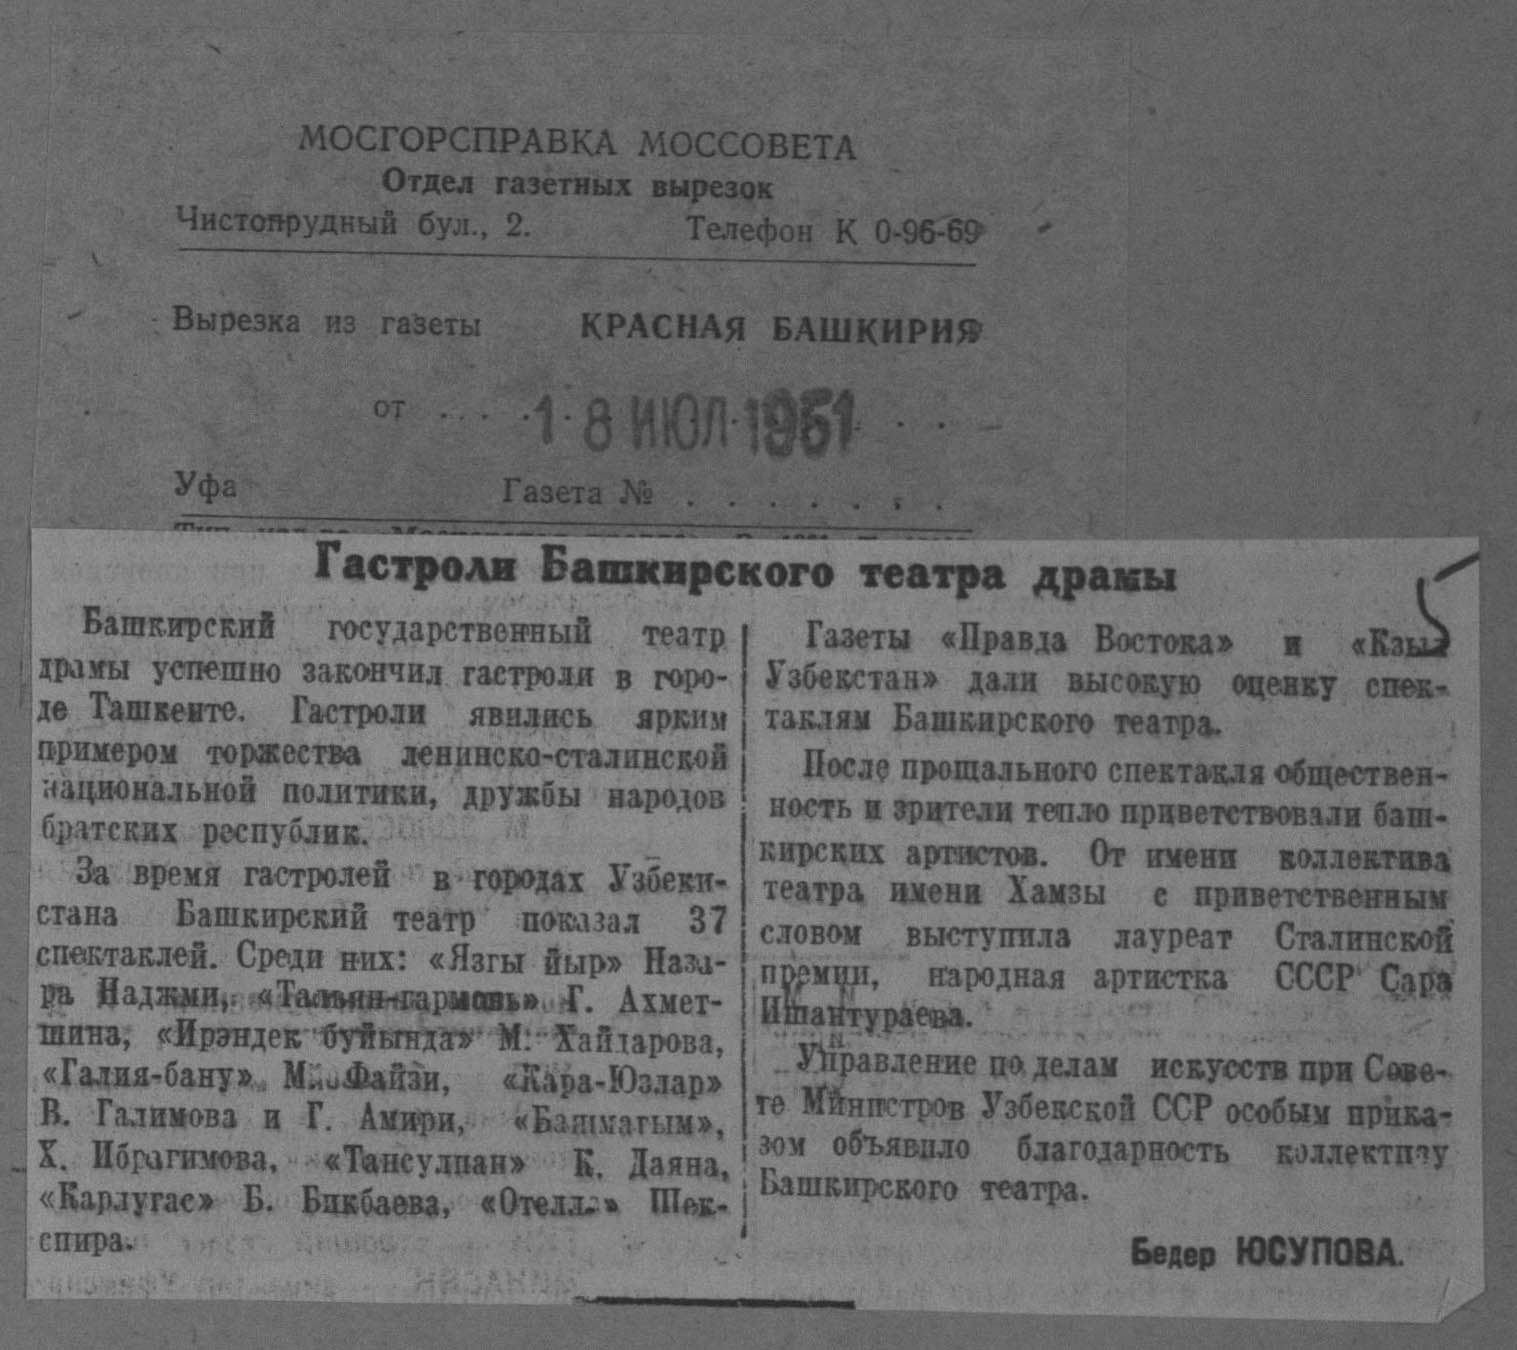 МОСГОРСПРАВКА МОССОВЕТА
Отдел газетных вырезок
Чистопрудный бул., 2. Телефон К 0-96-69
Вырезка из газеты КРАСНАЯ БАШКИРИЯ
от . . . . 18 ИЮЛ 1951 . . .
Уфа Газета № . . . . . . .
Гастроли Башкирского театра драмы
Башкирский государственный театр
драмы успешно закончил гастроли в горо-
де Ташкенте. Гастроли явились ярким
примером торжества ленинско-сталинской
национальной политики, дружбы народов
братских республик.
За время гастролей в городах Узбеки-
стана Башкирский театр показал 37
спектаклей. Среди них: «Язгы йыр» Наза-
ра Наджми, «Тальян-гармонь» Г. Ахмет-
шина, «Ирэндек буйында» М. Хайдарова,
«Галия-бану» М. Файзи, «Кара-Юзлар»
В. Галимова и Г. Амири, «Башмагым»,
Х. Ибрагимова, «Тансулпан» К. Даяна,
«Карлугас» Б. Бикбаева, «Отелло» Шек-
спира.
Газеты «Правда Востока» и «Кзыл
Узбекстан» дали высокую оценку спек-
таклям Башкирского театра.
После прощального спектакля обществен-
ность и зрители тепло приветствовали баш-
кирских артистов. От имени коллектива
театра имени Хамзы с приветственным
словом выступила лауреат Сталинской
премии, народная артистка СССР Сара
Ишантураева.
Управление по делам искусств при Сове-
те Министров Узбекской ССР особым прика-
зом объявило благодарность коллективу
Башкирского театра.
Бедер ЮСУПОВА.